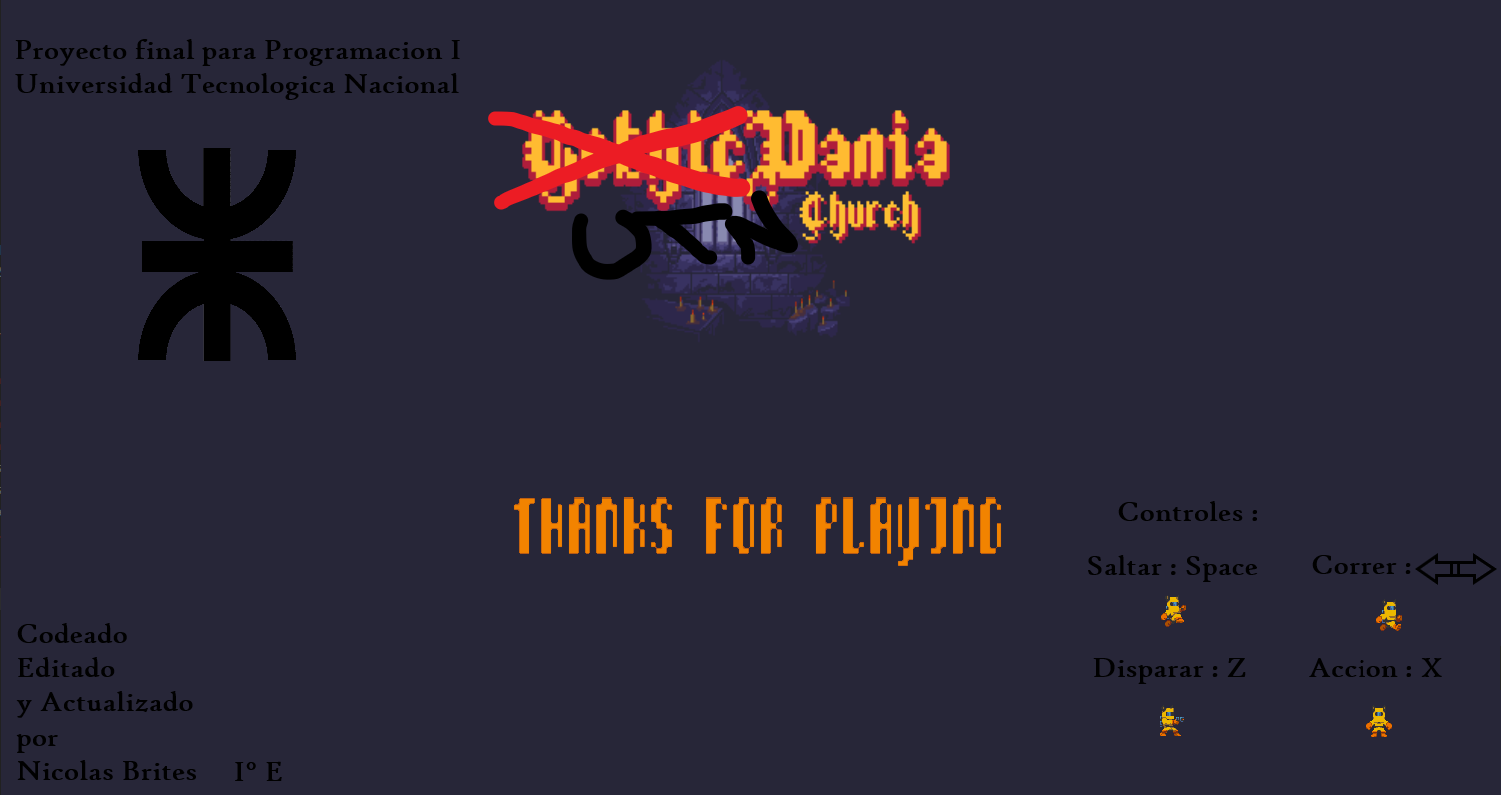 Proyecto final para Programacion I
Universidad Tecnologica Nacional
Gothic Vania
Church
UTN
THANKS FOR PLAYING
Controles :
Saltar : Space
Correr :
Disparar : Z
Accion : X
Codeado
Editado
y Actualizado
por
Nicolas Brites I° E